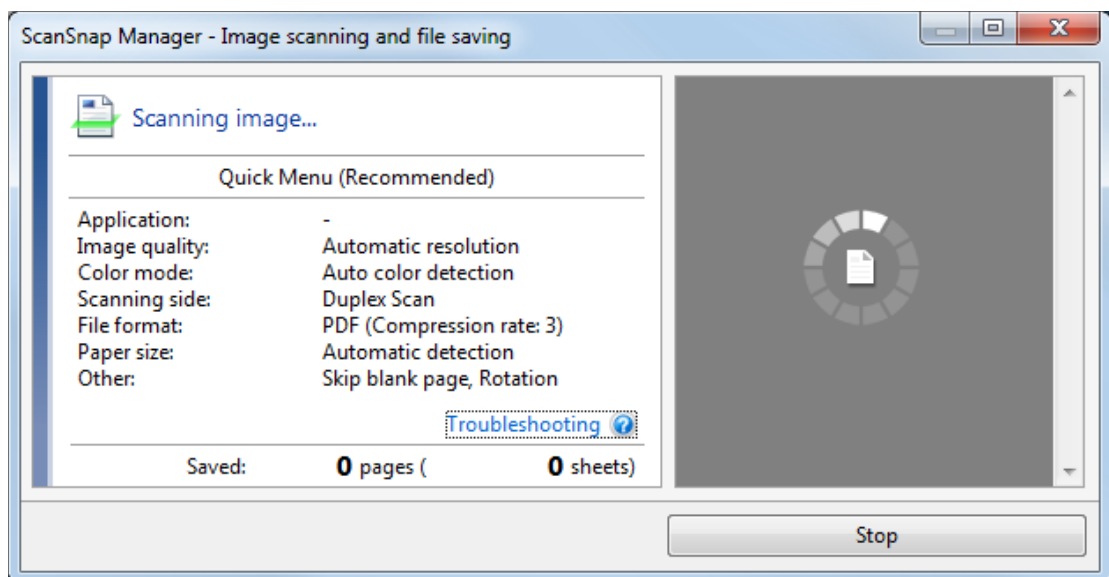 ScanSnap Manager - Image scanning and file saving
Scanning image...
Quick Menu (Recommended)
Application: -
Image quality: Automatic resolution
Color mode: Auto color detection
Scanning side: Duplex Scan
File format: PDF (Compression rate: 3)
Paper size: Automatic detection
Other: Skip blank page, Rotation
Troubleshooting ?
Saved: 0 pages ( 0 sheets)
Stop